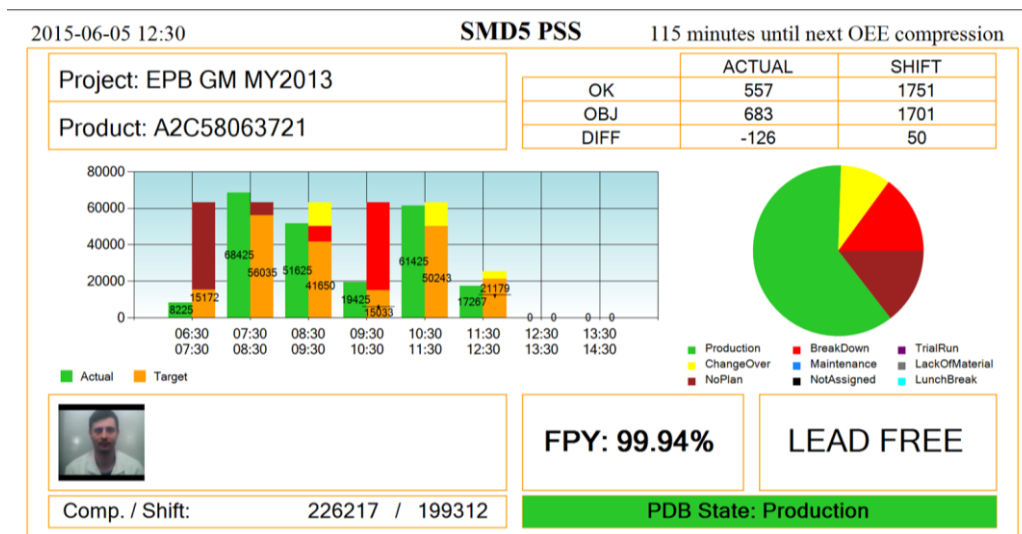 2015-06-05 12:30 SMD5 PSS 115 minutes until next OEE compression
Project: EPB GM MY2013
Product: A2C58063721
ACTUAL SHIFT
OK 557 1751
OBJ 683 1701
DIFF -126 50
80000
60000
40000
20000
0
8225 15172 68425 56035 51625 41650 19425 15033 61425 50243 17267 21179 0 0 0 0
06:30 07:30 08:30 09:30 10:30 11:30 12:30 13:30
07:30 08:30 09:30 10:30 11:30 12:30 13:30 14:30
Actual Target
Production BreakDown TrialRun
ChangeOver Maintenance LackOfMaterial
NoPlan NotAssigned LunchBreak
FPY: 99.94%
LEAD FREE
Comp. / Shift: 226217 / 199312
PDB State: Production